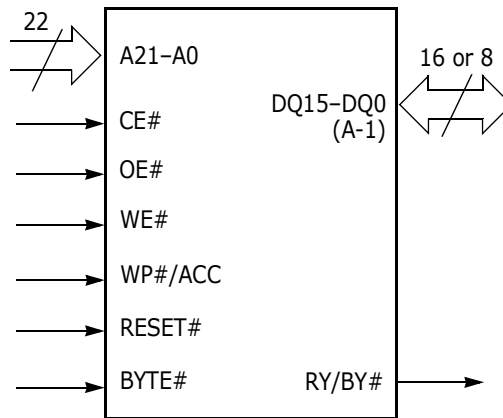 22
A21–A0
16 or 8
DQ15–DQ0
(A-1)
CE#
OE#
WE#
WP#/ACC
RESET#
BYTE#
RY/BY#